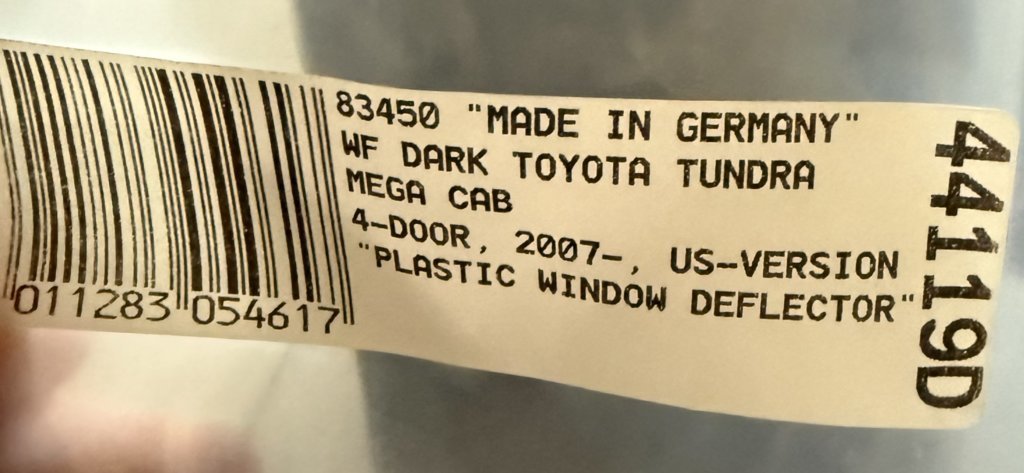 83450 "MADE IN GERMANY"
WF DARK TOYOTA TUNDRA
MEGA CAB
4-DOOR, 2007-, US-VERSION
"PLASTIC WINDOW DEFLECTOR"
011283 054617
44119D